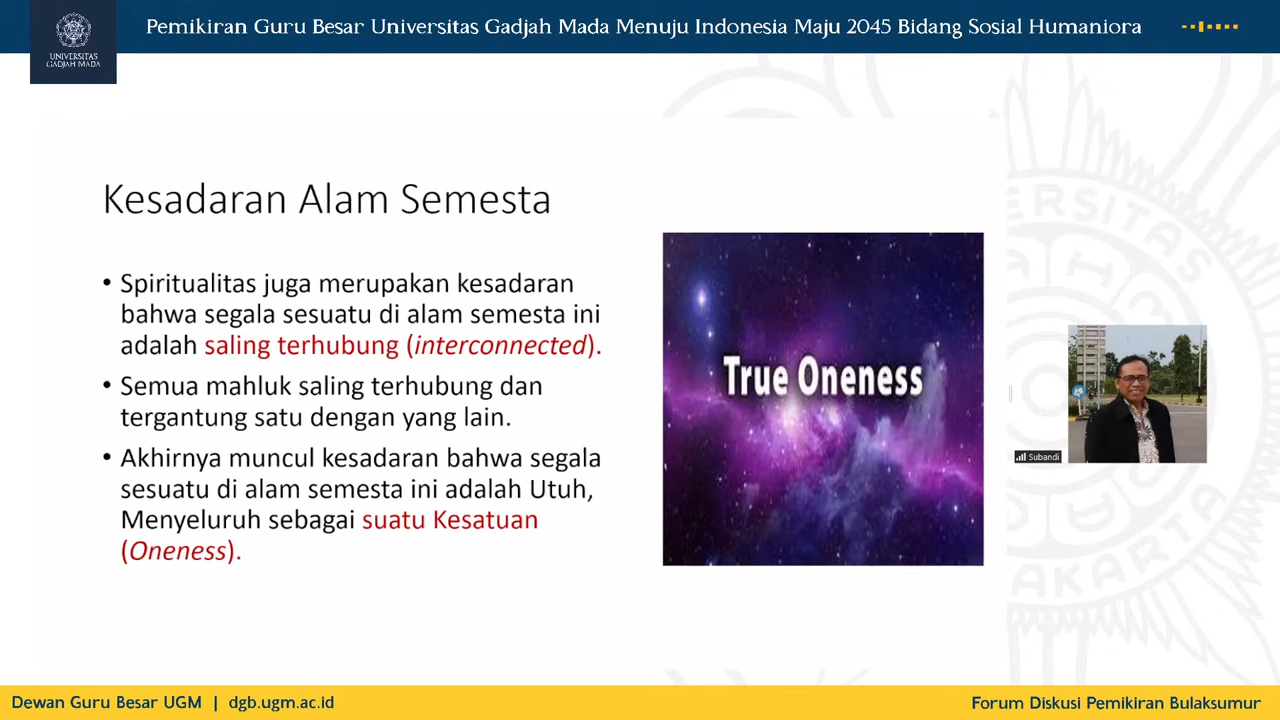 Pemikiran Guru Besar Universitas Gadjah Mada Menuju Indonesia Maju 2045 Bidang Sosial Humaniora
UNIVERSITAS
GADJAH MADA
Kesadaran Alam Semesta
• Spiritualitas juga merupakan kesadaran
bahwa segala sesuatu di alam semesta ini
adalah saling terhubung (interconnected).
• Semua mahluk saling terhubung dan
tergantung satu dengan yang lain.
• Akhirnya muncul kesadaran bahwa segala
sesuatu di alam semesta ini adalah Utuh,
Menyeluruh sebagai suatu Kesatuan
(Oneness).
True Oneness
Subandi
Dewan Guru Besar UGM | dgb.ugm.ac.id
Forum Diskusi Pemikiran Bulaksumur